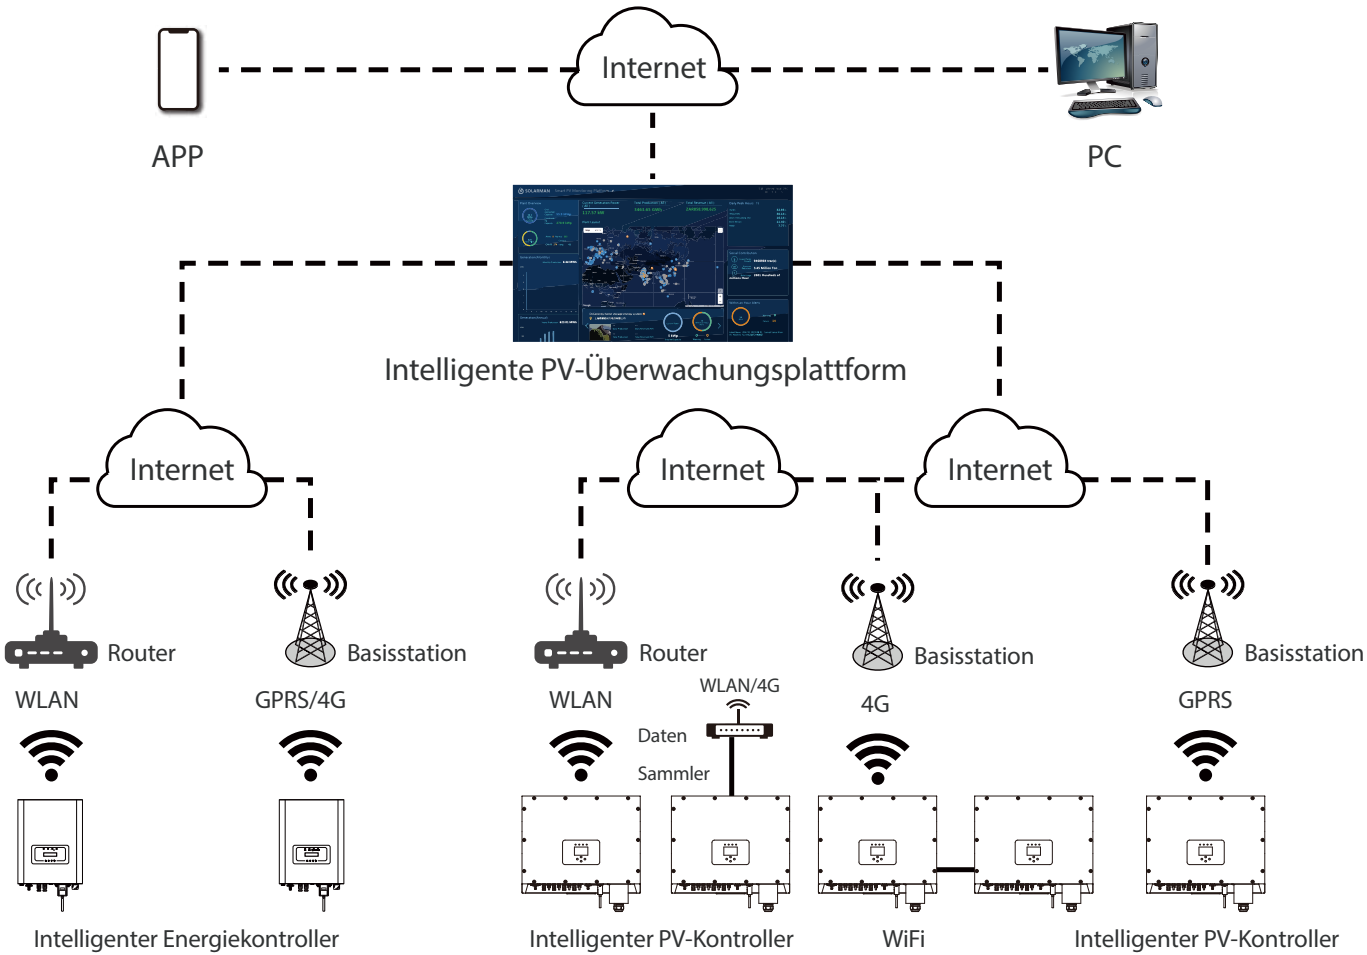 Internet
APP
PC
SOLARMAN
Intelligente PV-Überwachungsplattform
Internet
Internet
Internet
Router
Basisstation
Router
Basisstation
Basisstation
WLAN
GPRS/4G
WLAN
WLAN/4G
4G
GPRS
Daten
Sammler
Intelligenter Energiekontroller
Intelligenter PV-Kontroller
WiFi
Intelligenter PV-Kontroller